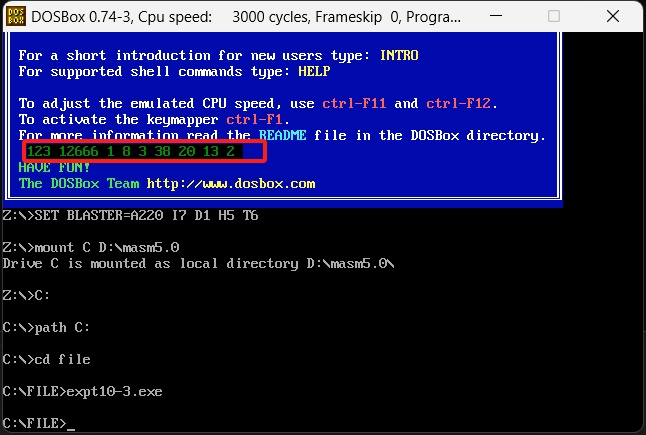 DOSBox 0.74-3, Cpu speed: 3000 cycles, Frameskip 0, Progra...
For a short introduction for new users type: INTRO
For supported shell commands type: HELP
To adjust the emulated CPU speed, use ctrl-F11 and ctrl-F12.
To activate the keymapper ctrl-F1.
For more information read the README file in the DOSBox directory.
123 12666 1 8 3 38 20 13 2
HAVE FUN!
The DOSBox Team http://www.dosbox.com
Z:\>SET BLASTER=A220 I7 D1 H5 T6
Z:\>mount C D:\masm5.0
Drive C is mounted as local directory D:\masm5.0\
Z:\>C:
C:\>path C:
C:\>cd file
C:\FILE>expt10-3.exe
C:\FILE>_